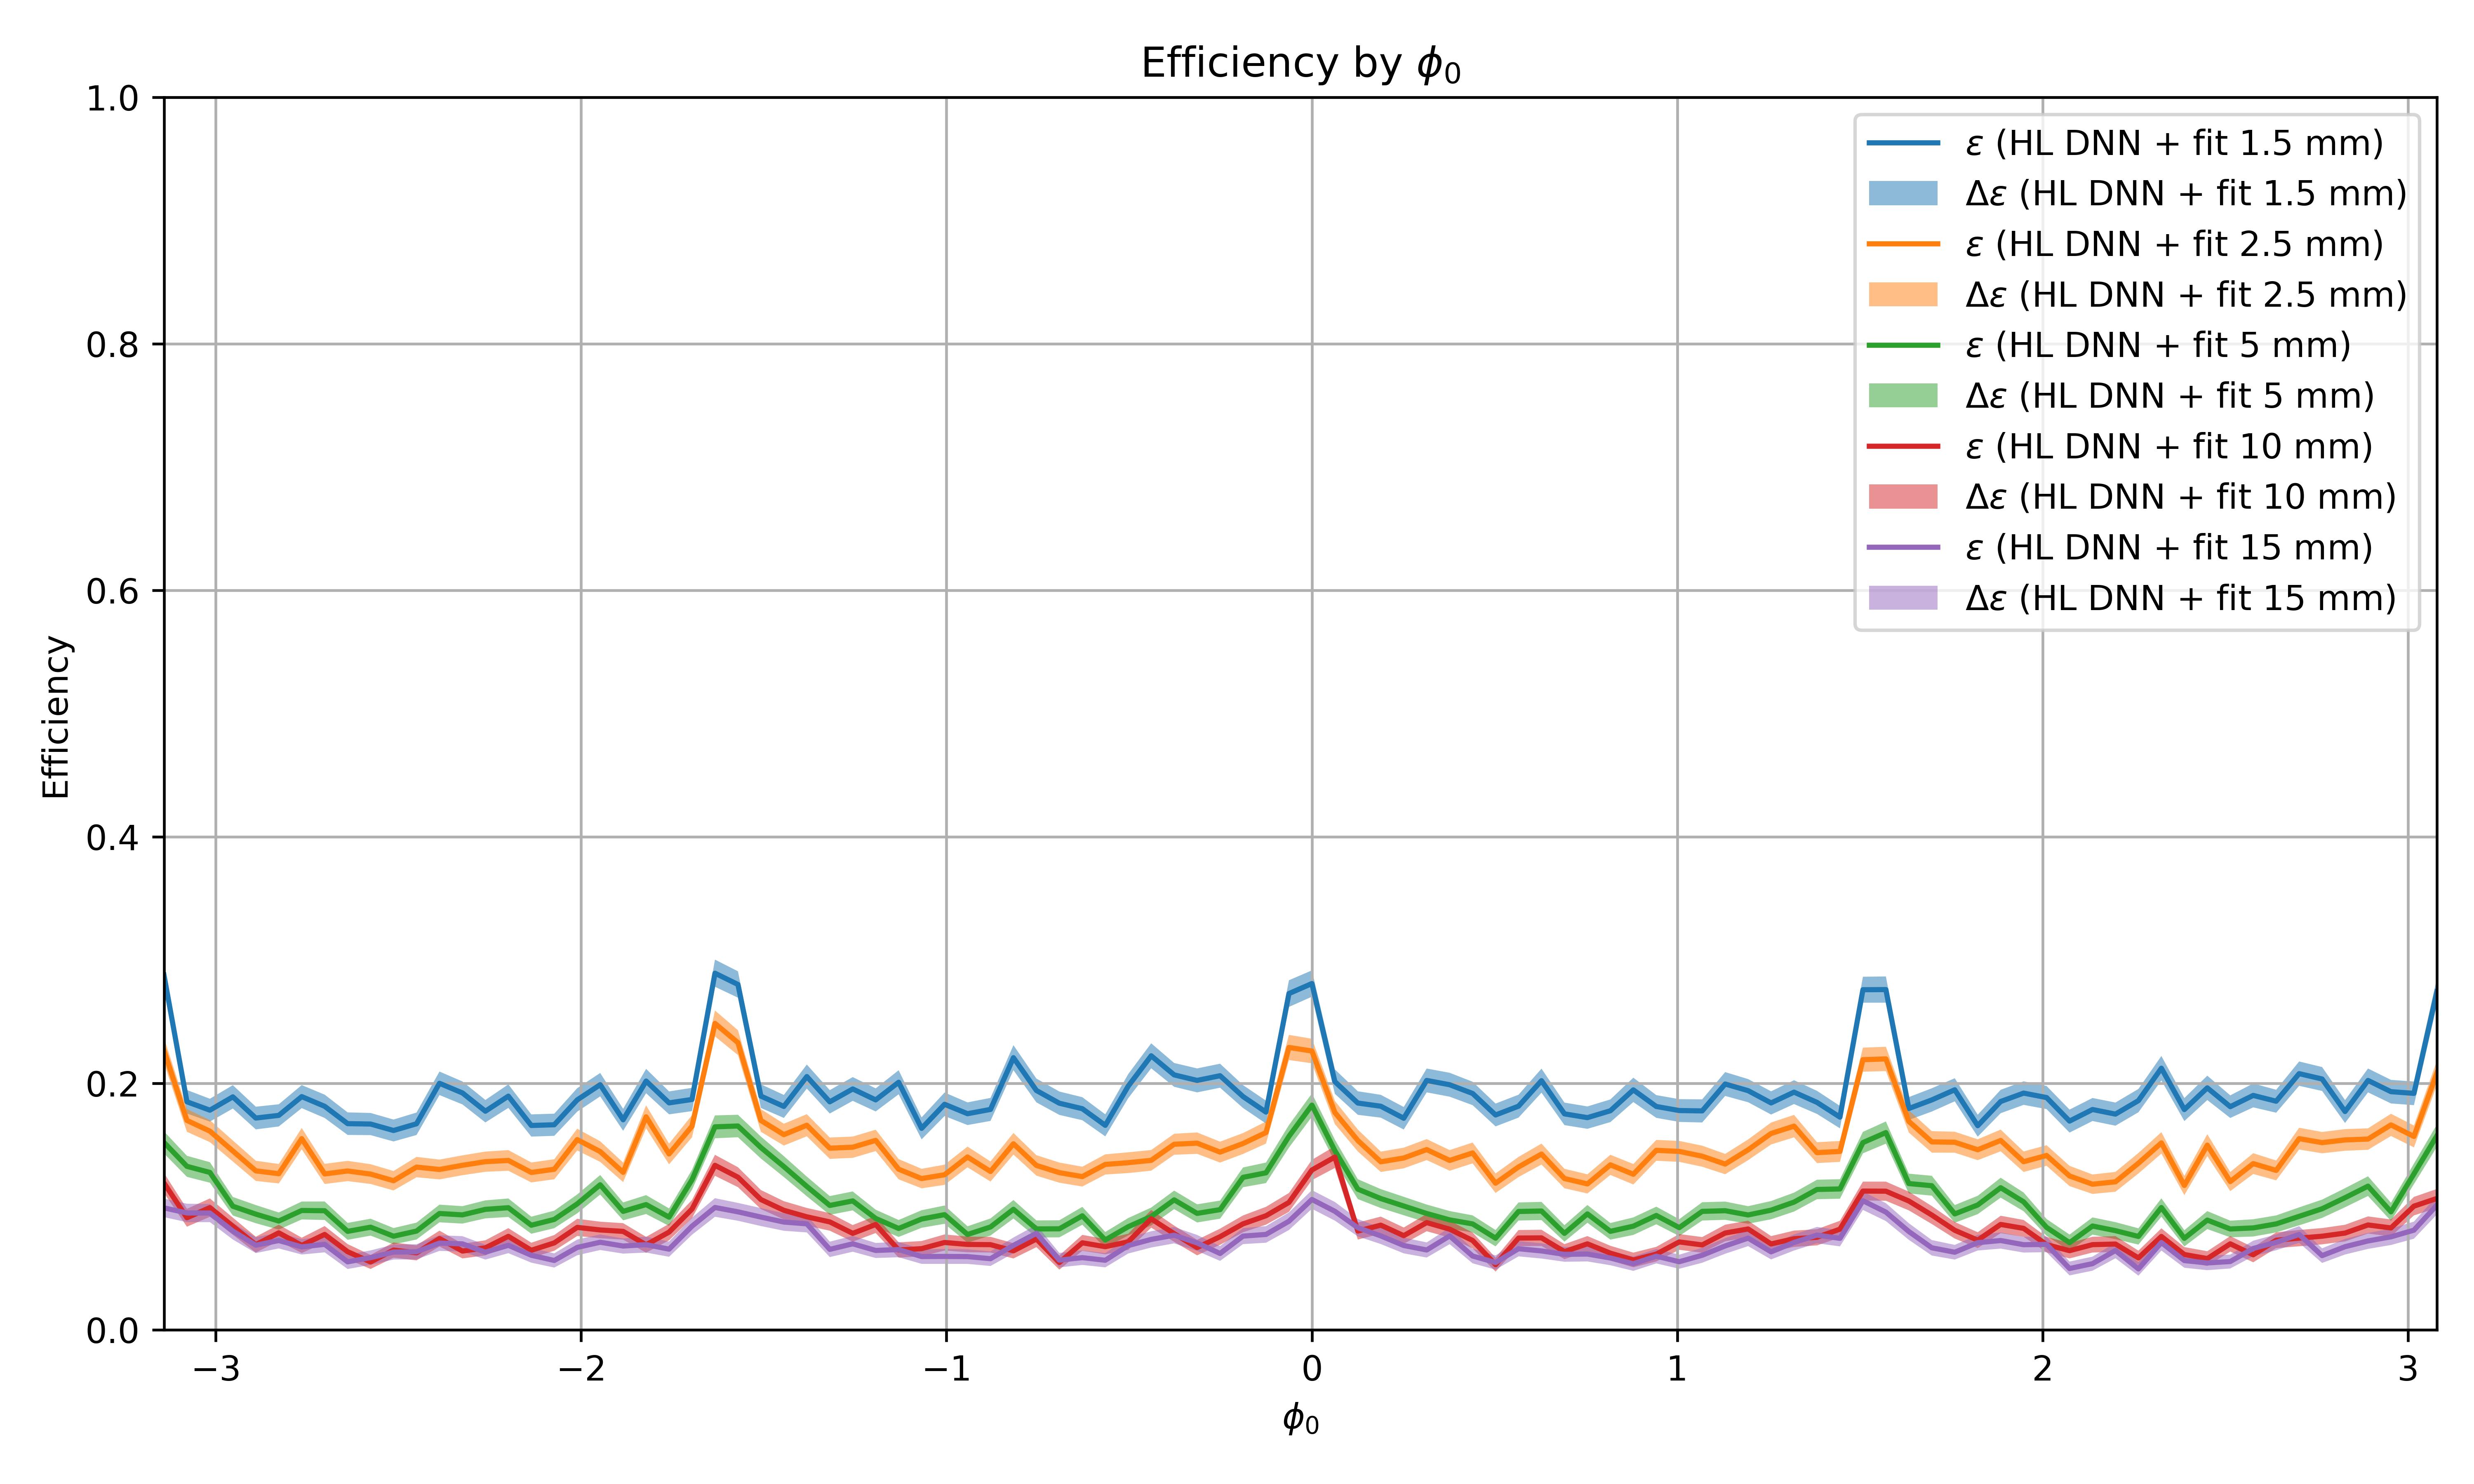 Efficiency by ϕ₀
1.0
0.8
0.6
0.4
0.2
0.0
Efficiency
ε (HL DNN + fit 1.5 mm)
Δε (HL DNN + fit 1.5 mm)
ε (HL DNN + fit 2.5 mm)
Δε (HL DNN + fit 2.5 mm)
ε (HL DNN + fit 5 mm)
Δε (HL DNN + fit 5 mm)
ε (HL DNN + fit 10 mm)
Δε (HL DNN + fit 10 mm)
ε (HL DNN + fit 15 mm)
Δε (HL DNN + fit 15 mm)
−3 −2 −1 0 1 2 3
ϕ₀